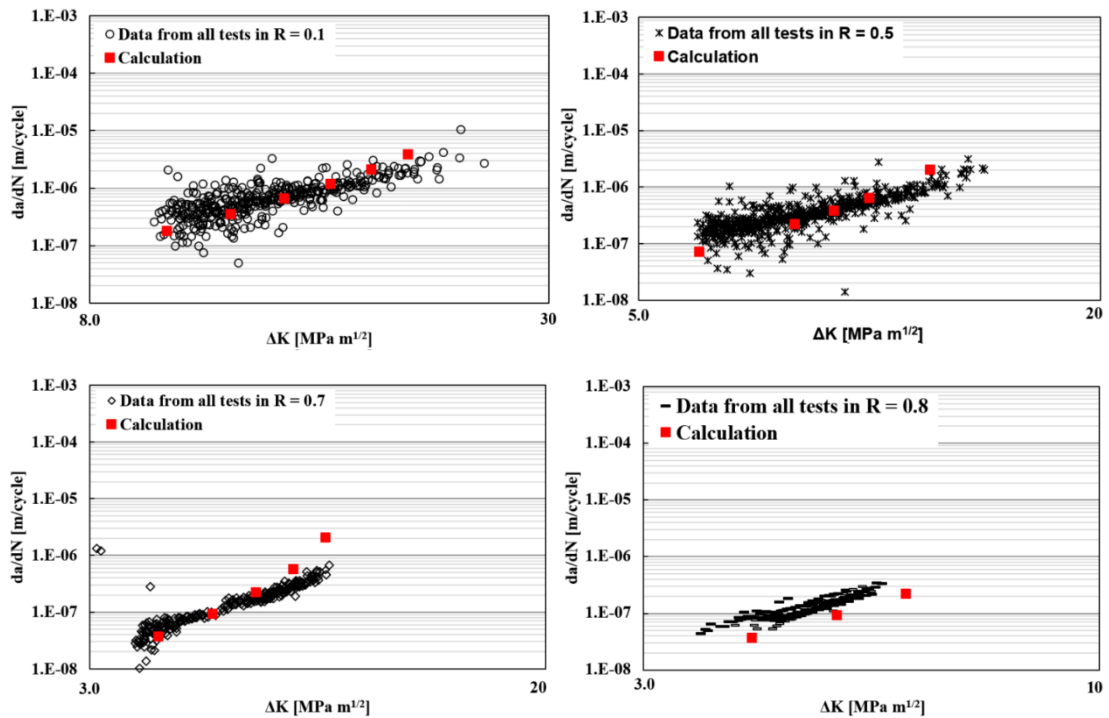 1.E-03
Data from all tests in R = 0.1
Calculation
1.E-04
1.E-05
1.E-06
1.E-07
1.E-08
da/dN [m/cycle]
8.0
30
ΔK [MPa m1/2]
1.E-03
Data from all tests in R = 0.5
Calculation
1.E-04
1.E-05
1.E-06
1.E-07
1.E-08
da/dN [m/cycle]
5.0
20
ΔK [MPa m1/2]
1.E-03
Data from all tests in R = 0.7
Calculation
1.E-04
1.E-05
1.E-06
1.E-07
1.E-08
da/dN [m/cycle]
3.0
20
ΔK [MPa m1/2]
1.E-03
Data from all tests in R = 0.8
Calculation
1.E-04
1.E-05
1.E-06
1.E-07
1.E-08
da/dN [m/cycle]
3.0
10
ΔK [MPa m1/2]